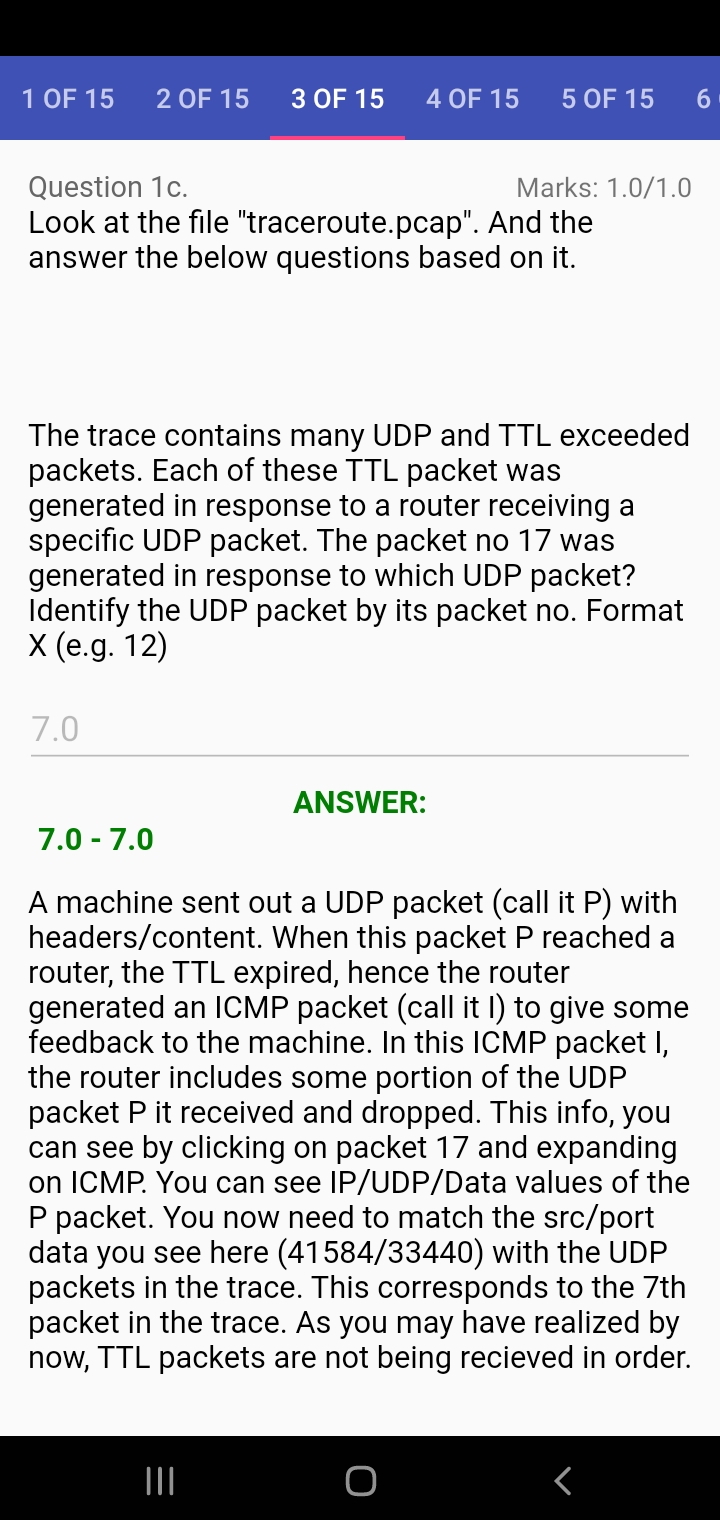 1 OF 15 2 OF 15 3 OF 15 4 OF 15 5 OF 15 6
Question 1c. Marks: 1.0/1.0
Look at the file "traceroute.pcap". And the
answer the below questions based on it.
The trace contains many UDP and TTL exceeded
packets. Each of these TTL packet was
generated in response to a router receiving a
specific UDP packet. The packet no 17 was
generated in response to which UDP packet?
Identify the UDP packet by its packet no. Format
X (e.g. 12)
7.0
ANSWER:
7.0 - 7.0
A machine sent out a UDP packet (call it P) with
headers/content. When this packet P reached a
router, the TTL expired, hence the router
generated an ICMP packet (call it I) to give some
feedback to the machine. In this ICMP packet I,
the router includes some portion of the UDP
packet P it received and dropped. This info, you
can see by clicking on packet 17 and expanding
on ICMP. You can see IP/UDP/Data values of the
P packet. You now need to match the src/port
data you see here (41584/33440) with the UDP
packets in the trace. This corresponds to the 7th
packet in the trace. As you may have realized by
now, TTL packets are not being recieved in order.